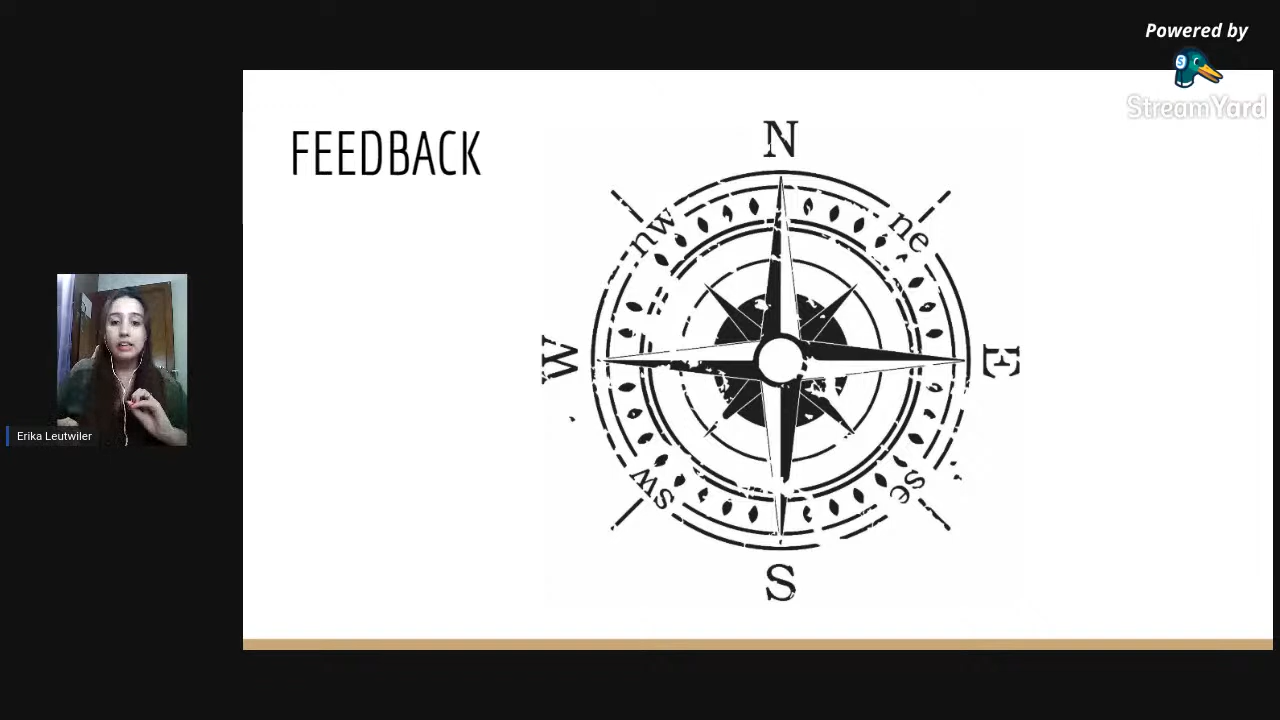 Powered by
StreamYard
FEEDBACK
N
nw
ne
W
E
sw
se
S
Erika Leutwiler